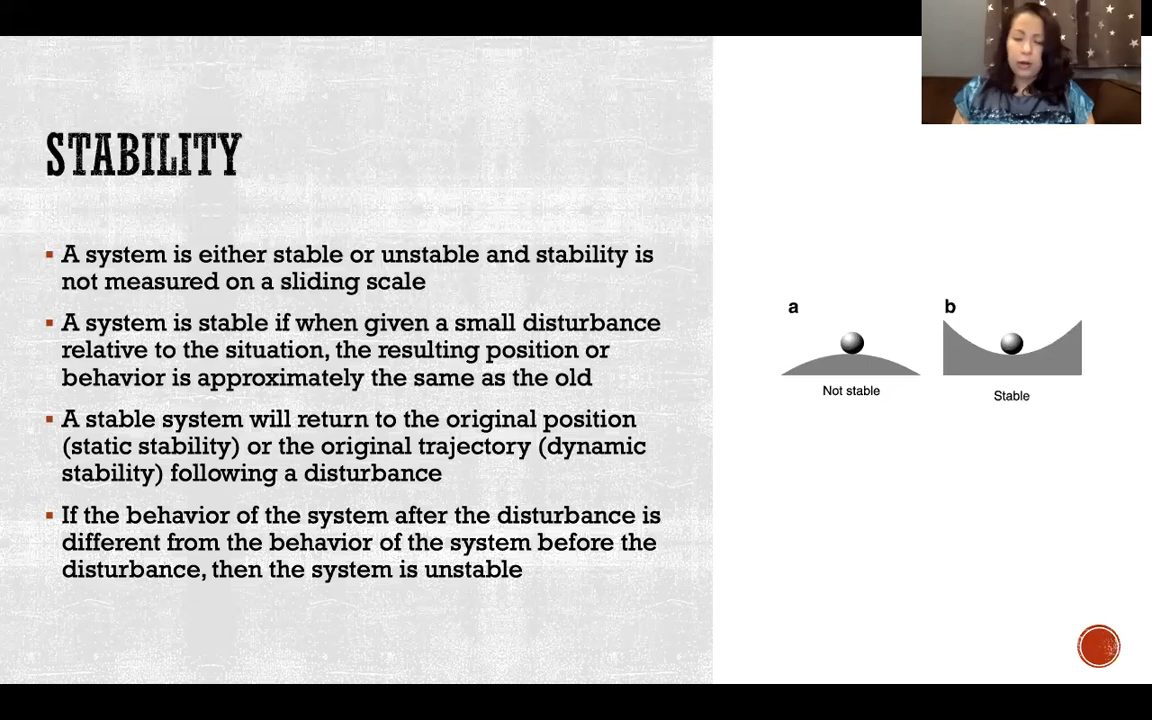 STABILITY
▪ A system is either stable or unstable and stability is
not measured on a sliding scale
▪ A system is stable if when given a small disturbance
relative to the situation, the resulting position or
behavior is approximately the same as the old
▪ A stable system will return to the original position
(static stability) or the original trajectory (dynamic
stability) following a disturbance
▪ If the behavior of the system after the disturbance is
different from the behavior of the system before the
disturbance, then the system is unstable
a
b
Not stable
Stable